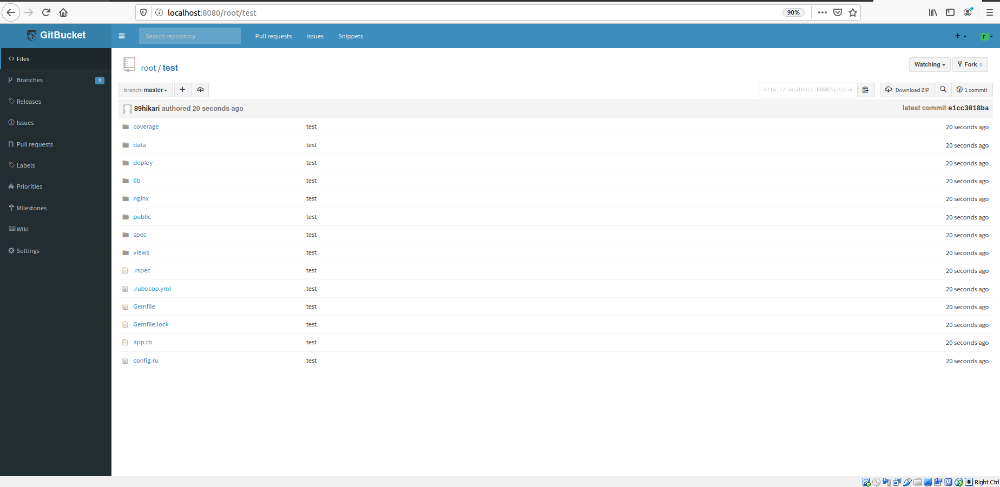 localhost:8080/root/test
90%
GitBucket
Search repository
Pull requests
Issues
Snippets
r
Files
Branches
1
Releases
Issues
Pull requests
Labels
Priorities
Milestones
Wiki
Settings
root / test
Watching
Fork: 0
branch: master
http://localhost:8080/git/roo
Download ZIP
1 commit
89hikari authored 20 seconds ago
latest commit e1cc3018ba
coverage test 20 seconds ago
data test 20 seconds ago
deploy test 20 seconds ago
lib test 20 seconds ago
nginx test 20 seconds ago
public test 20 seconds ago
spec test 20 seconds ago
views test 20 seconds ago
.rspec test 20 seconds ago
.rubocop.yml test 20 seconds ago
Gemfile test 20 seconds ago
Gemfile.lock test 20 seconds ago
app.rb test 20 seconds ago
config.ru test 20 seconds ago
Right Ctrl